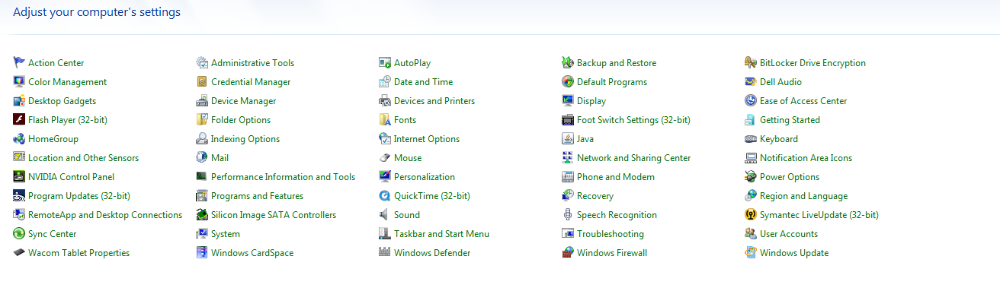 Adjust your computer's settings
Action Center Administrative Tools AutoPlay Backup and Restore BitLocker Drive Encryption
Color Management Credential Manager Date and Time Default Programs Dell Audio
Desktop Gadgets Device Manager Devices and Printers Display Ease of Access Center
Flash Player (32-bit) Folder Options Fonts Foot Switch Settings (32-bit) Getting Started
HomeGroup Indexing Options Internet Options Java Keyboard
Location and Other Sensors Mail Mouse Network and Sharing Center Notification Area Icons
NVIDIA Control Panel Performance Information and Tools Personalization Phone and Modem Power Options
Program Updates (32-bit) Programs and Features QuickTime (32-bit) Recovery Region and Language
RemoteApp and Desktop Connections Silicon Image SATA Controllers Sound Speech Recognition Symantec LiveUpdate (32-bit)
Sync Center System Taskbar and Start Menu Troubleshooting User Accounts
Wacom Tablet Properties Windows CardSpace Windows Defender Windows Firewall Windows Update